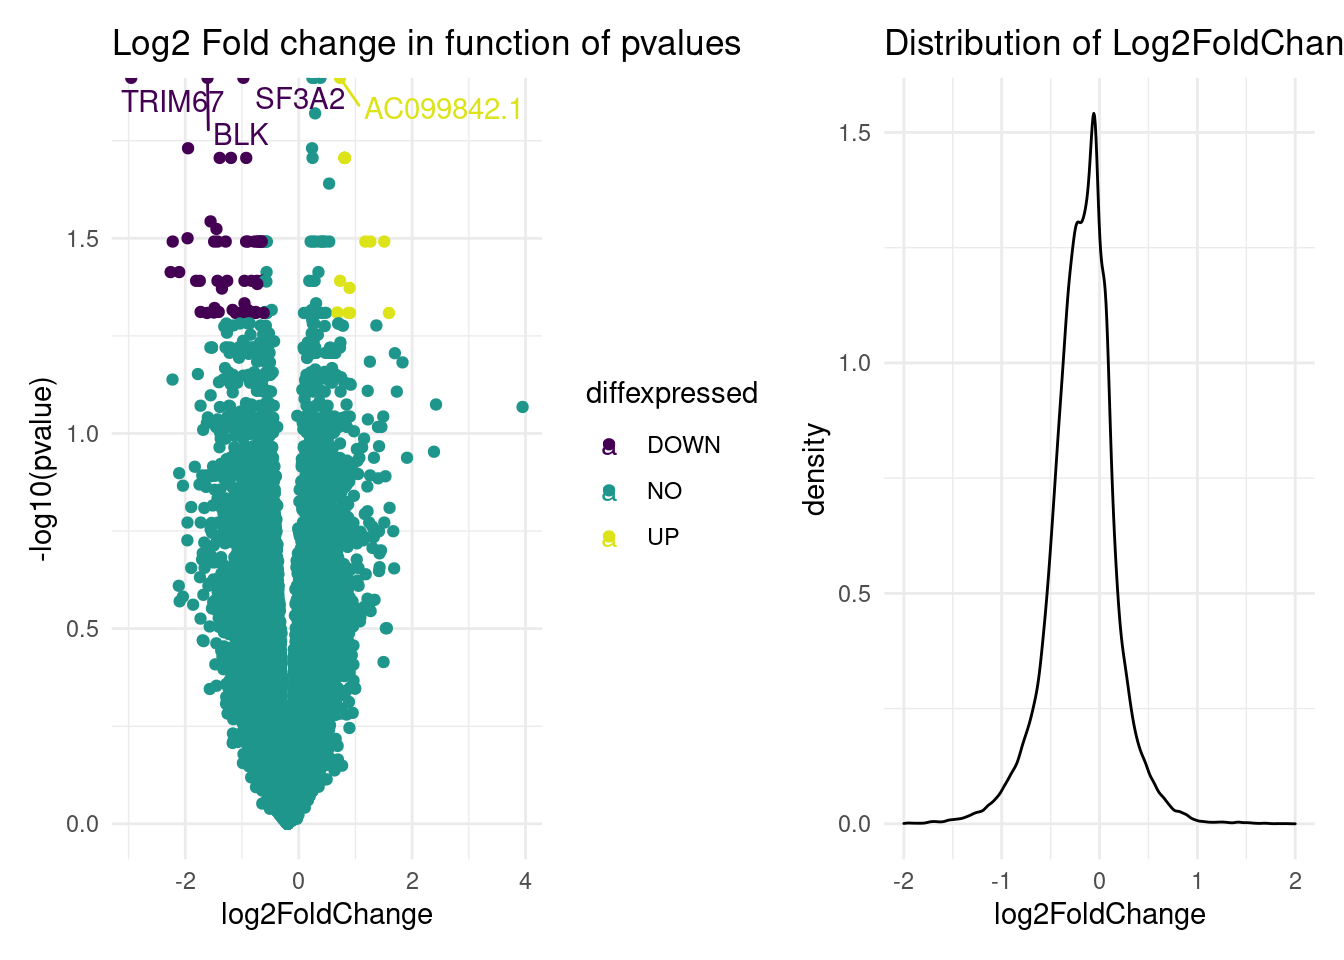 Log2 Fold change in function of pvalues
TRIM67
SF3A2
AC099842.1
BLK
1.5
1.0
0.5
0.0
-log10(pvalue)
-2
0
2
4
log2FoldChange
diffexpressed
a DOWN
a NO
a UP
Distribution of Log2FoldChan
1.5
1.0
0.5
0.0
density
-2
-1
0
1
2
log2FoldChange